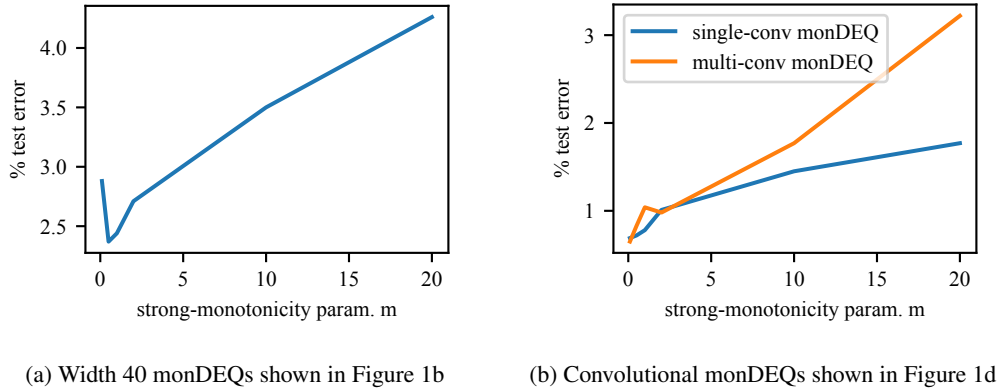 4.0
3.5
3.0
2.5
% test error
0 5 10 15 20
strong-monotonicity param. m
(a) Width 40 monDEQs shown in Figure 1b
single-conv monDEQ
multi-conv monDEQ
3
2
1
% test error
0 5 10 15 20
strong-monotonicity param. m
(b) Convolutional monDEQs shown in Figure 1d